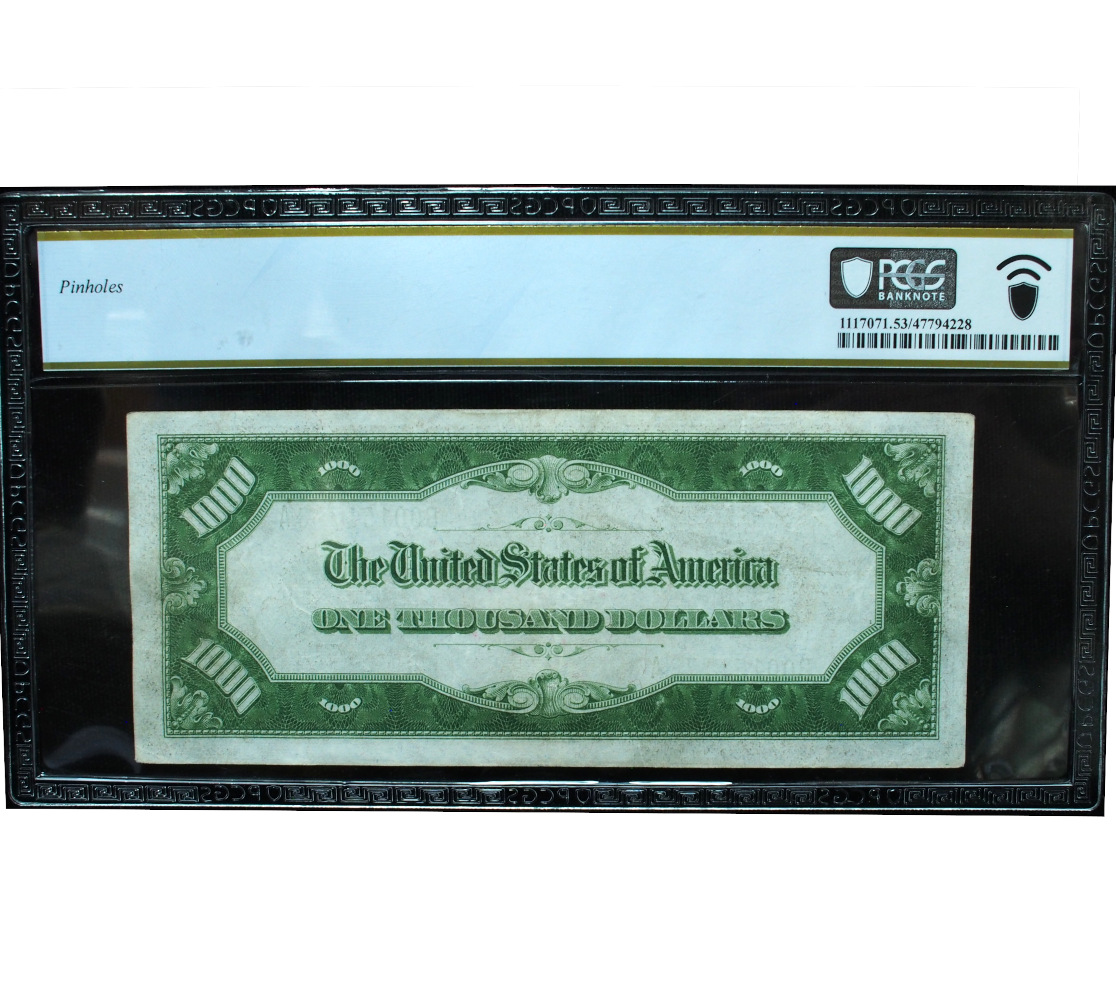 Pinholes
PCGS
BANKNOTE
1117071.53/47794228
1000
1000
1000
1000
The United States of America
ONE THOUSAND DOLLARS
1000
1000
1000
1000